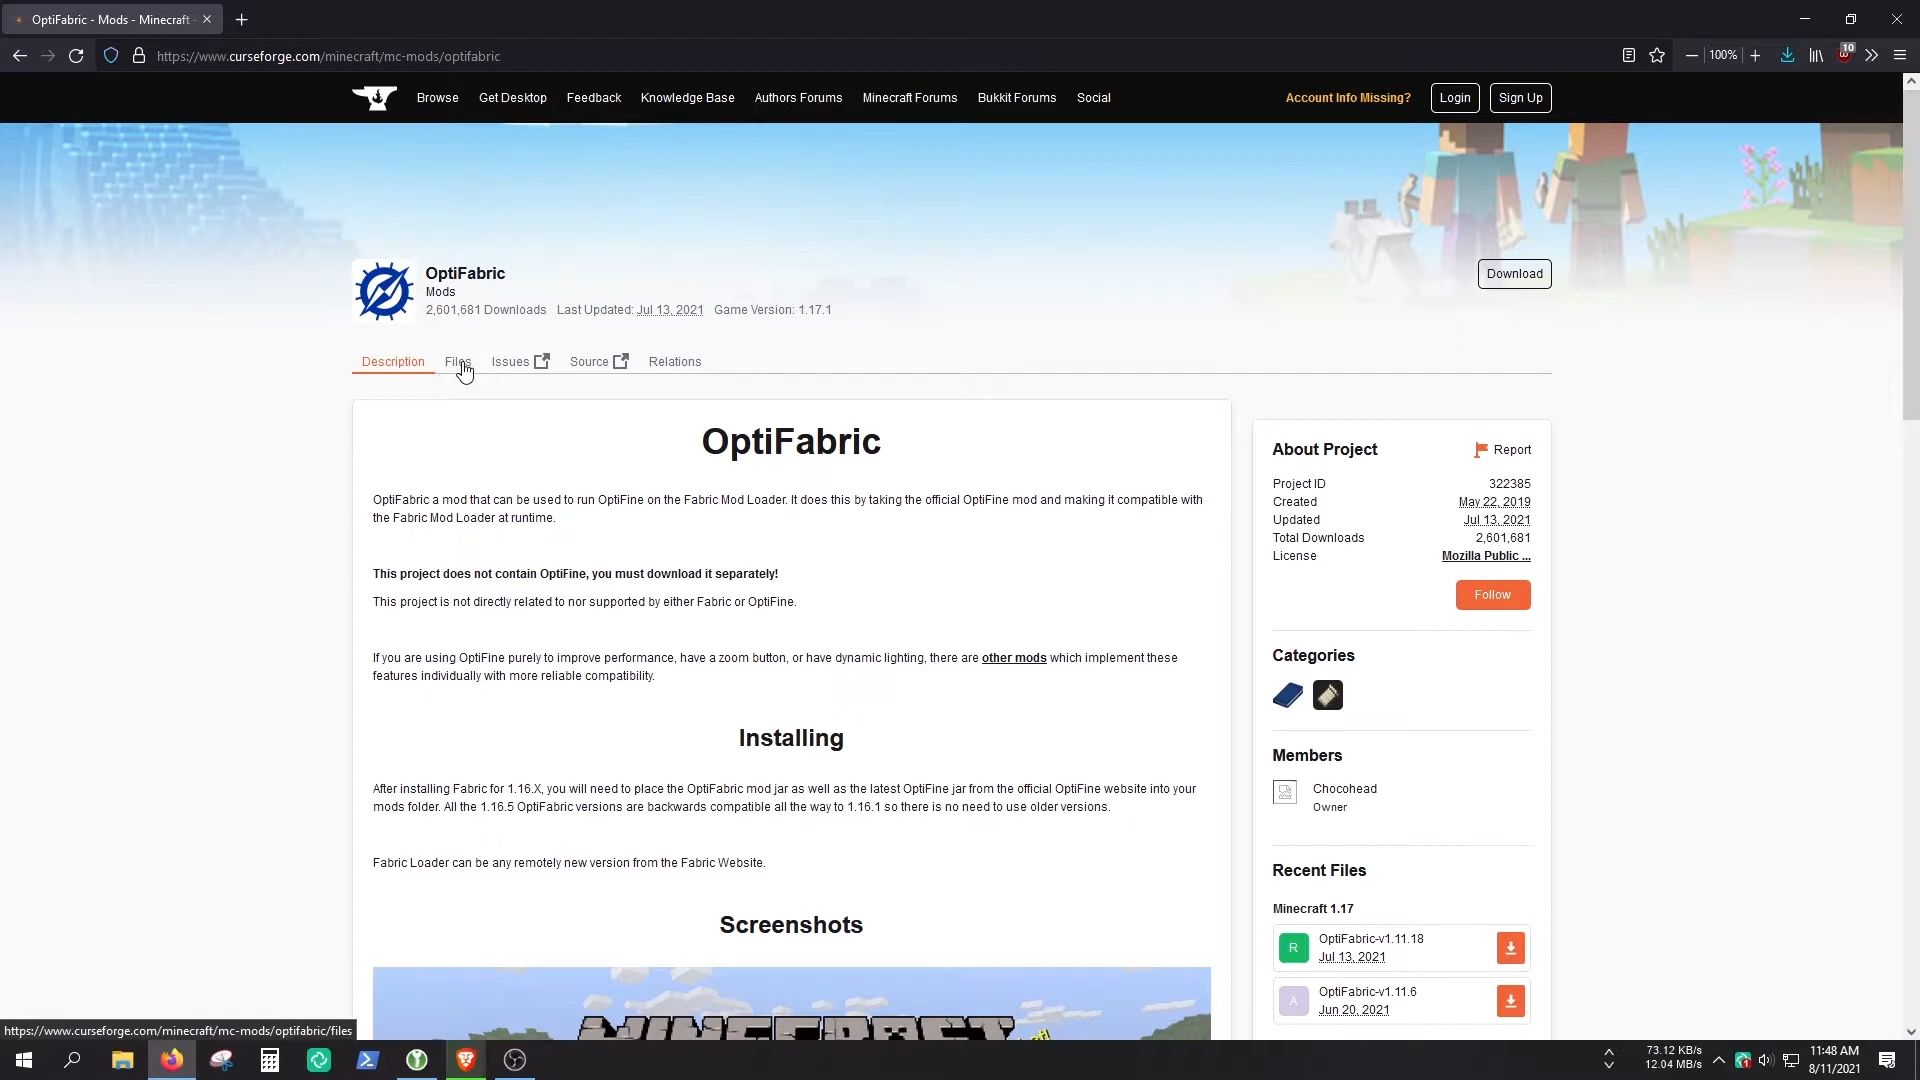 OptiFabric - Mods - Minecraft -
https://www.curseforge.com/minecraft/mc-mods/optifabric
100%
10
Browse Get Desktop Feedback Knowledge Base Authors Forums Minecraft Forums Bukkit Forums Social Account Info Missing? Login Sign Up
OptiFabric
Mods
2,601,681 Downloads Last Updated: Jul 13, 2021 Game Version: 1.17.1
Download
Description Files Issues Source Relations
OptiFabric
OptiFabric a mod that can be used to run OptiFine on the Fabric Mod Loader. It does this by taking the official OptiFine mod and making it compatible with
the Fabric Mod Loader at runtime.
This project does not contain OptiFine, you must download it separately!
This project is not directly related to nor supported by either Fabric or OptiFine.
If you are using OptiFine purely to improve performance, have a zoom button, or have dynamic lighting, there are other mods which implement these
features individually with more reliable compatibility.
Installing
After installing Fabric for 1.16.X, you will need to place the OptiFabric mod jar as well as the latest OptiFine jar from the official OptiFine website into your
mods folder. All the 1.16.5 OptiFabric versions are backwards compatible all the way to 1.16.1 so there is no need to use older versions.
Fabric Loader can be any remotely new version from the Fabric Website.
Screenshots
MINECRAFT
About Project Report
Project ID 322385
Created May 22, 2019
Updated Jul 13, 2021
Total Downloads 2,601,681
License Mozilla Public ...
Follow
Categories
Members
Chocohead
Owner
Recent Files
Minecraft 1.17
R OptiFabric-v1.11.18
Jul 13, 2021
A OptiFabric-v1.11.6
Jun 20, 2021
https://www.curseforge.com/minecraft/mc-mods/optifabric/files
73.12 KB/s
12.04 MB/s
11:48 AM
8/11/2021